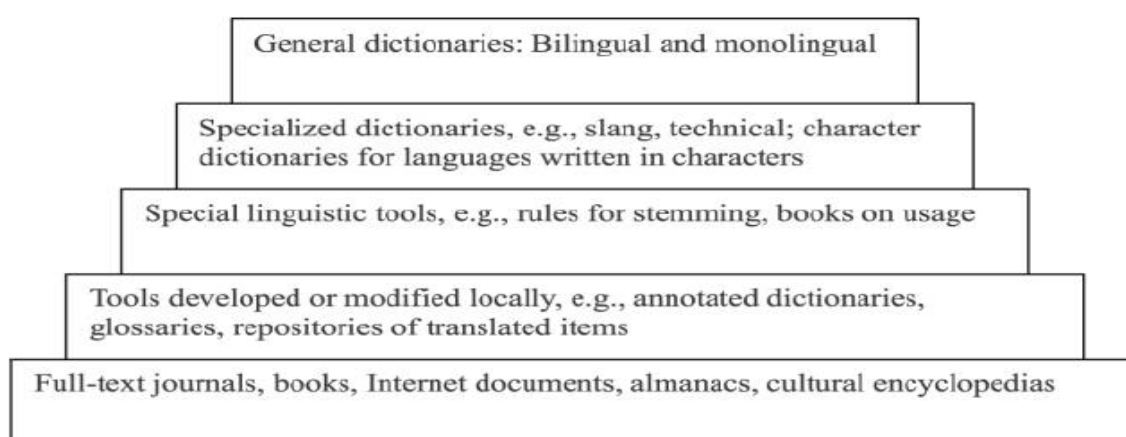 General dictionaries: Bilingual and monolingual
Specialized dictionaries, e.g., slang, technical; character
dictionaries for languages written in characters
Special linguistic tools, e.g., rules for stemming, books on usage
Tools developed or modified locally, e.g., annotated dictionaries,
glossaries, repositories of translated items
Full-text journals, books, Internet documents, almanacs, cultural encyclopedias